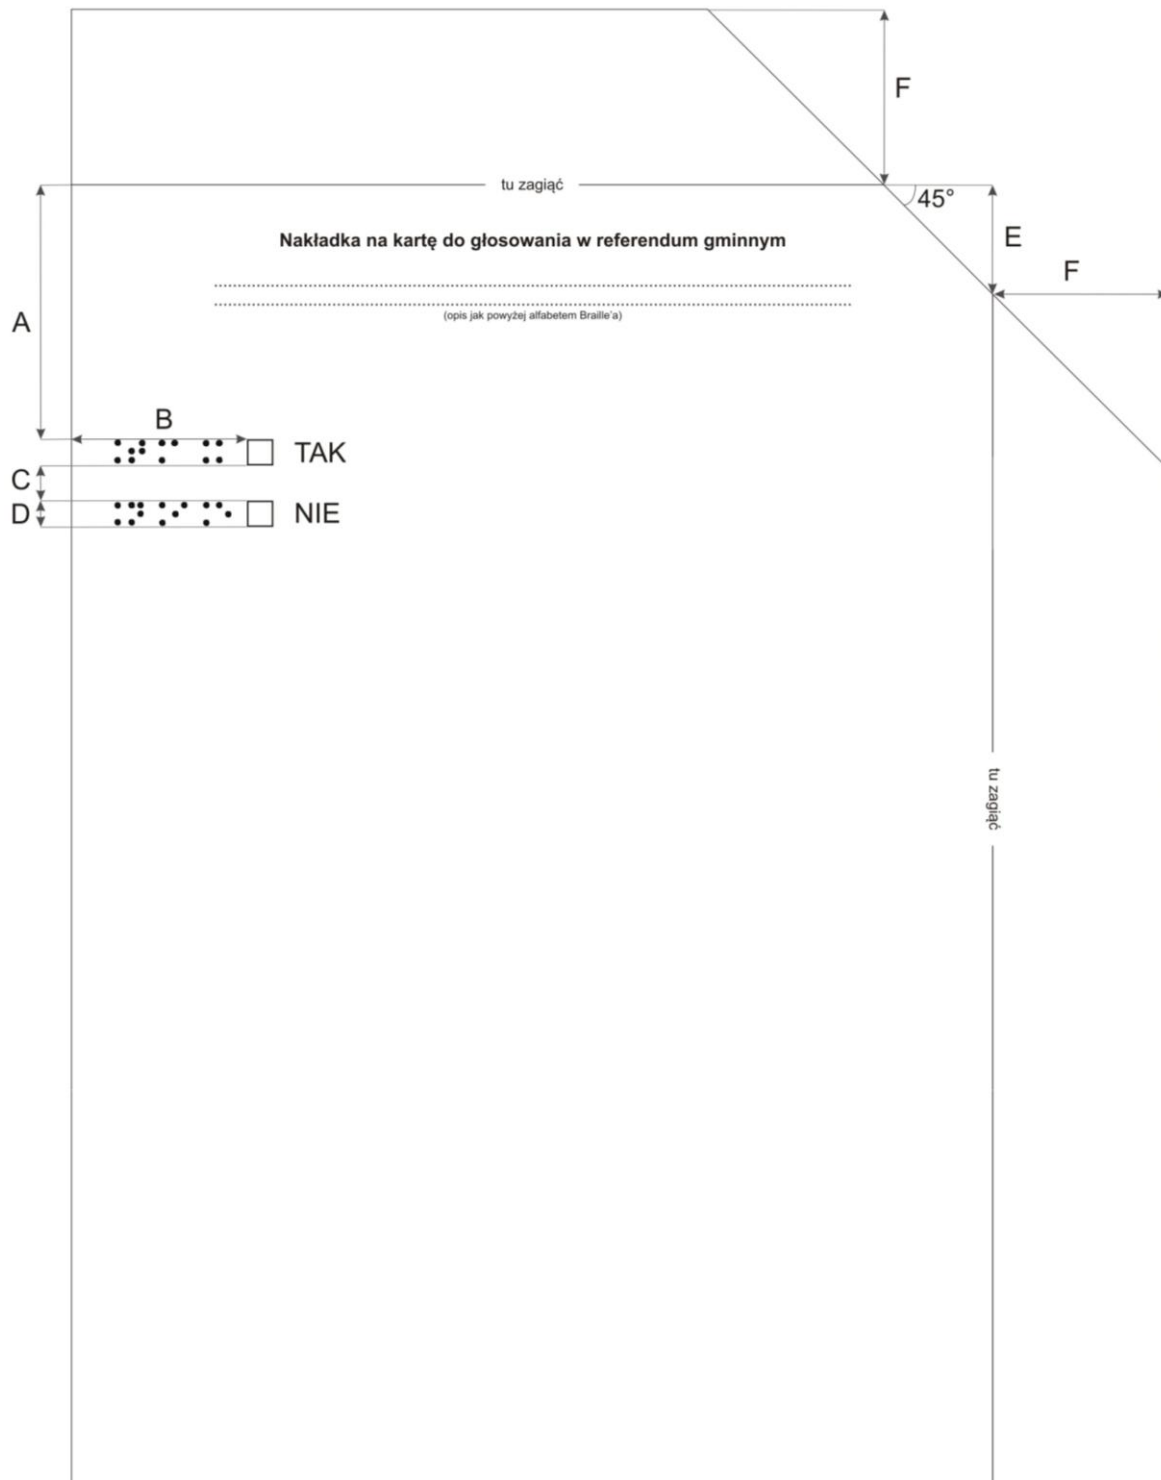 F
tu zagiąć
45°
Nakładka na kartę do głosowania w referendum gminnym
E
F
(opis jak powyżej alfabetem Braille'a)
A
B
TAK
C
D
NIE
tu zagiąć